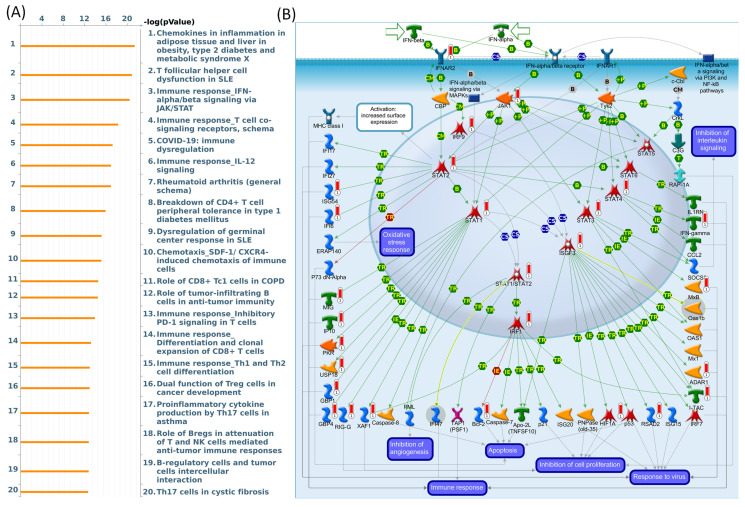 (A)
4 8 12 16 20
-log(pValue)
1
2
3
4
5
6
7
8
9
10
11
12
13
14
15
16
17
18
19
20
1.Chemokines in inflammation in
adipose tissue and liver in
obesity, type 2 diabetes and
metabolic syndrome X
2.T follicular helper cell
dysfunction in SLE
3.Immune response_IFN-
alpha/beta signaling via
JAK/STAT
4.Immune response_T cell co-
signaling receptors, schema
5.COVID-19: immune
dysregulation
6.Immune response_IL-12 signaling
7.Rheumatoid arthritis (general
schema)
8.Breakdown of CD4+ T cell
peripheral tolerance in type 1
diabetes mellitus
9.Dysregulation of germinal
center response in SLE
10.Chemotaxis_SDF-1/ CXCR4-
induced chemotaxis of immune
cells
11.Role of CD8+ Tc1 cells in COPD
12.Role of tumor-infiltrating B
cells in anti-tumor immunity
13.Immune response_Inhibitory
PD-1 signaling in T cells
14.Immune response_
Differentiation and clonal
expansion of CD8+ T cells
15.Immune response_Th1 and Th2
cell differentiation
16.Dual function of Treg cells in
cancer development
17.Proinflammatory cytokine
production by Th17 cells in
asthma
18.Role of Bregs in attenuation of
T and NK cells mediated
anti-tumor immune responses
19.B-regulatory cells and tumor
cells intercellular
interaction
20.Th17 cells in cystic fibrosis
(B)
IFN-beta
IFN-alpha
IFNAR2
IFN-alpha/beta receptor
IFNAR1
IFN-alpha/bet
a signaling via
PI3K and
NF-kB
pathways
IFN-alpha/beta
signaling via
MAPKs
c-Cbl
CBP
JAK1
Tyk2
CrkL
C3G
RAP-1A
Inhibition of
interleukin
signaling
Activation:
increased surface
expression
MHC class I
IRF9
STAT5
STAT2
STAT6
STAT4
IFI17
IFI27
ISG54
IFI6
ERAP140
P73 dN-Alpha
Oxidative
stress
response
STAT1
STAT3
ISGF3
STAT1/STAT2
IRF1
IL1RN
IFN-gamma
CCL2
MxB
OAS1
Mx1
ADAR1
I-TAC
IRF7
MIG
IP10
PKR
USP18
GBP1
GBP4
RIG-G
XAF1
Caspase-8
PML
IFI47
TAP1
(PSF1)
Bcl-2
Caspase-7
Apo-2L
(TNFSF10)
p21
ISG20
PNPase
(old-35)
HIF1A
p53
RSAD2
ISG15
Inhibition of
angiogenesis
Apoptosis
Inhibition of cell proliferation
Response to virus
Immune response